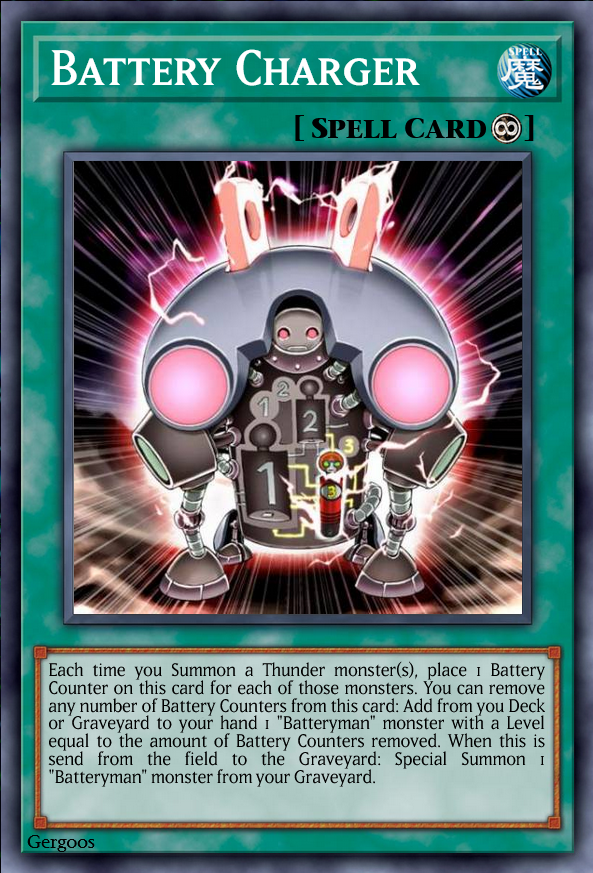 BATTERY CHARGER
SPELL
魔
[ SPELL CARD ]
1 2
2
3
1
3
Each time you Summon a Thunder monster(s), place 1 Battery
Counter on this card for each of those monsters. You can remove
any number of Battery Counters from this card: Add from you Deck
or Graveyard to your hand 1 "Batteryman" monster with a Level
equal to the amount of Battery Counters removed. When this is
send from the field to the Graveyard: Special Summon 1
"Batteryman" monster from your Graveyard.
Gergoos